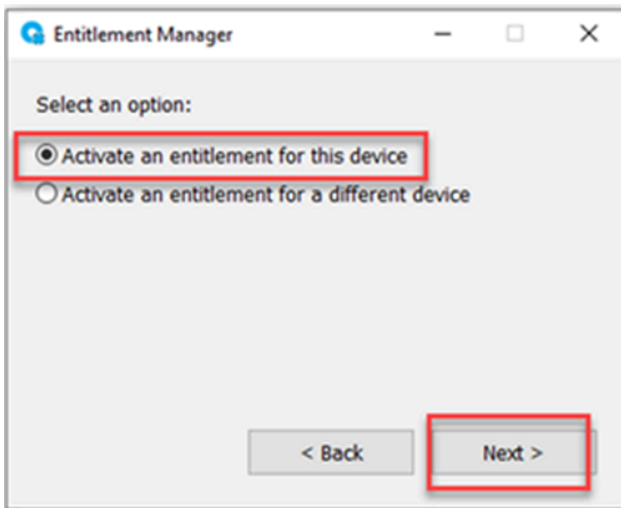 Entitlement Manager
Select an option:
Activate an entitlement for this device
Activate an entitlement for a different device
< Back
Next >